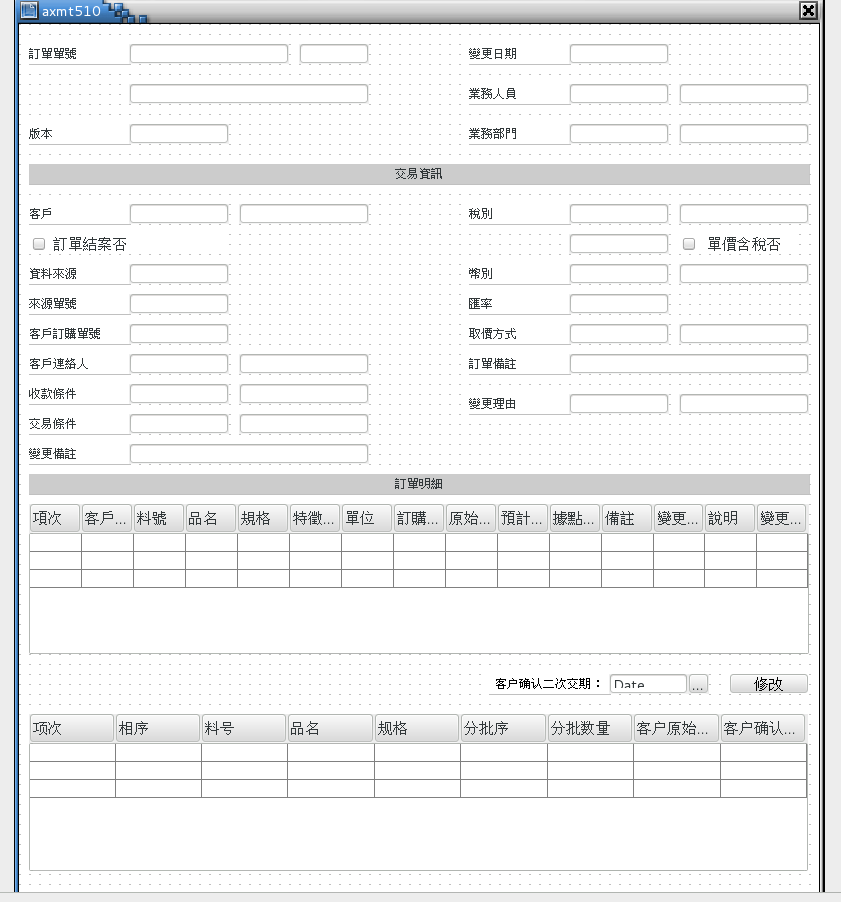 axmt510
訂單單號 變更日期
業務人員
版本 業務部門
交易資訊
客戶 稅別
訂單結案否 單價含稅否
資料來源 幣別
來源單號 匯率
客戶訂購單號 取價方式
客戶連絡人 訂單備註
收款條件
變更理由
交易條件
變更備註
訂單明細
項次 客戶... 料號 品名 規格 特徵... 單位 訂購... 原始... 預計... 據點... 備註 變更... 說明 變更...
客户确认二次交期： Date ... 修改
项次 相序 料号 品名 规格 分批序 分批数量 客户原始... 客户确认...